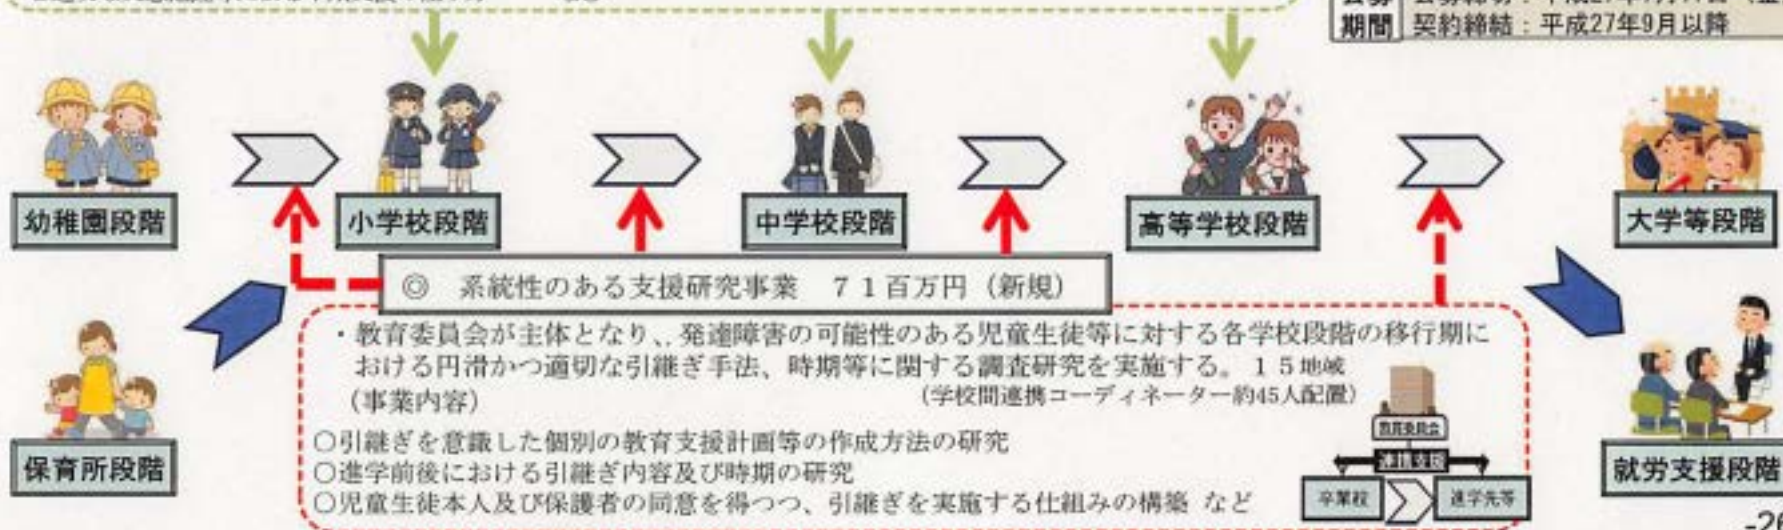 契約締結：平成27年9月以降
期間
幼稚園段階
小学校段階
中学校段階
高等学校段階
大学等段階
◎ 系統性のある支援研究事業 ７１百万円（新規）
・教育委員会が主体となり、、発達障害の可能性のある児童生徒等に対する各学校段階の移行期に
おける円滑かつ適切な引継ぎ手法、時期等に関する調査研究を実施する。１５地域
（事業内容）
（学校間連携コーディネーター約45人配置）
○引継ぎを意識した個別の教育支援計画等の作成方法の研究
○進学前後における引継ぎ内容及び時期の研究
○児童生徒本人及び保護者の同意を得つつ、引継ぎを実施する仕組みの構築 など
教育委員会
連携支援
卒業校
進学先等
保育所段階
就労支援段階